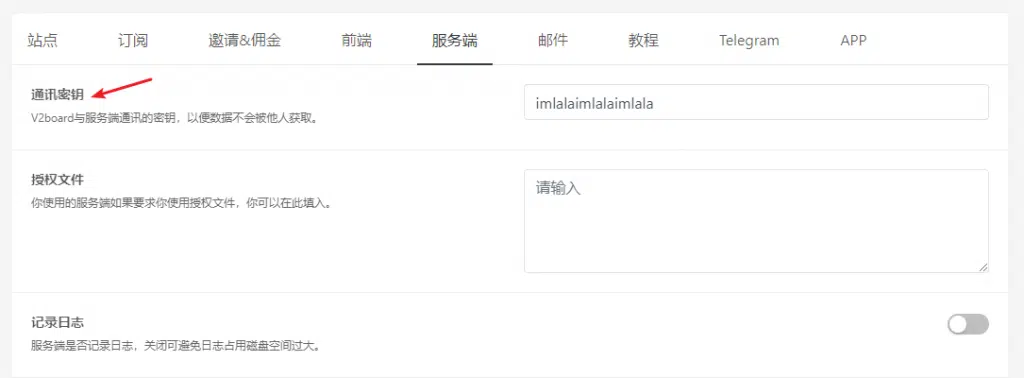 站点 订阅 邀请&佣金 前端 服务端 邮件 教程 Telegram APP
通讯密钥
imlalaimlalaimlala
V2board与服务端通讯的密钥，以便数据不会被他人获取。
授权文件
请输入
你使用的服务端如果要求你使用授权文件，你可以在此填入。
记录日志
服务端是否记录日志，关闭可避免日志占用磁盘空间过大。